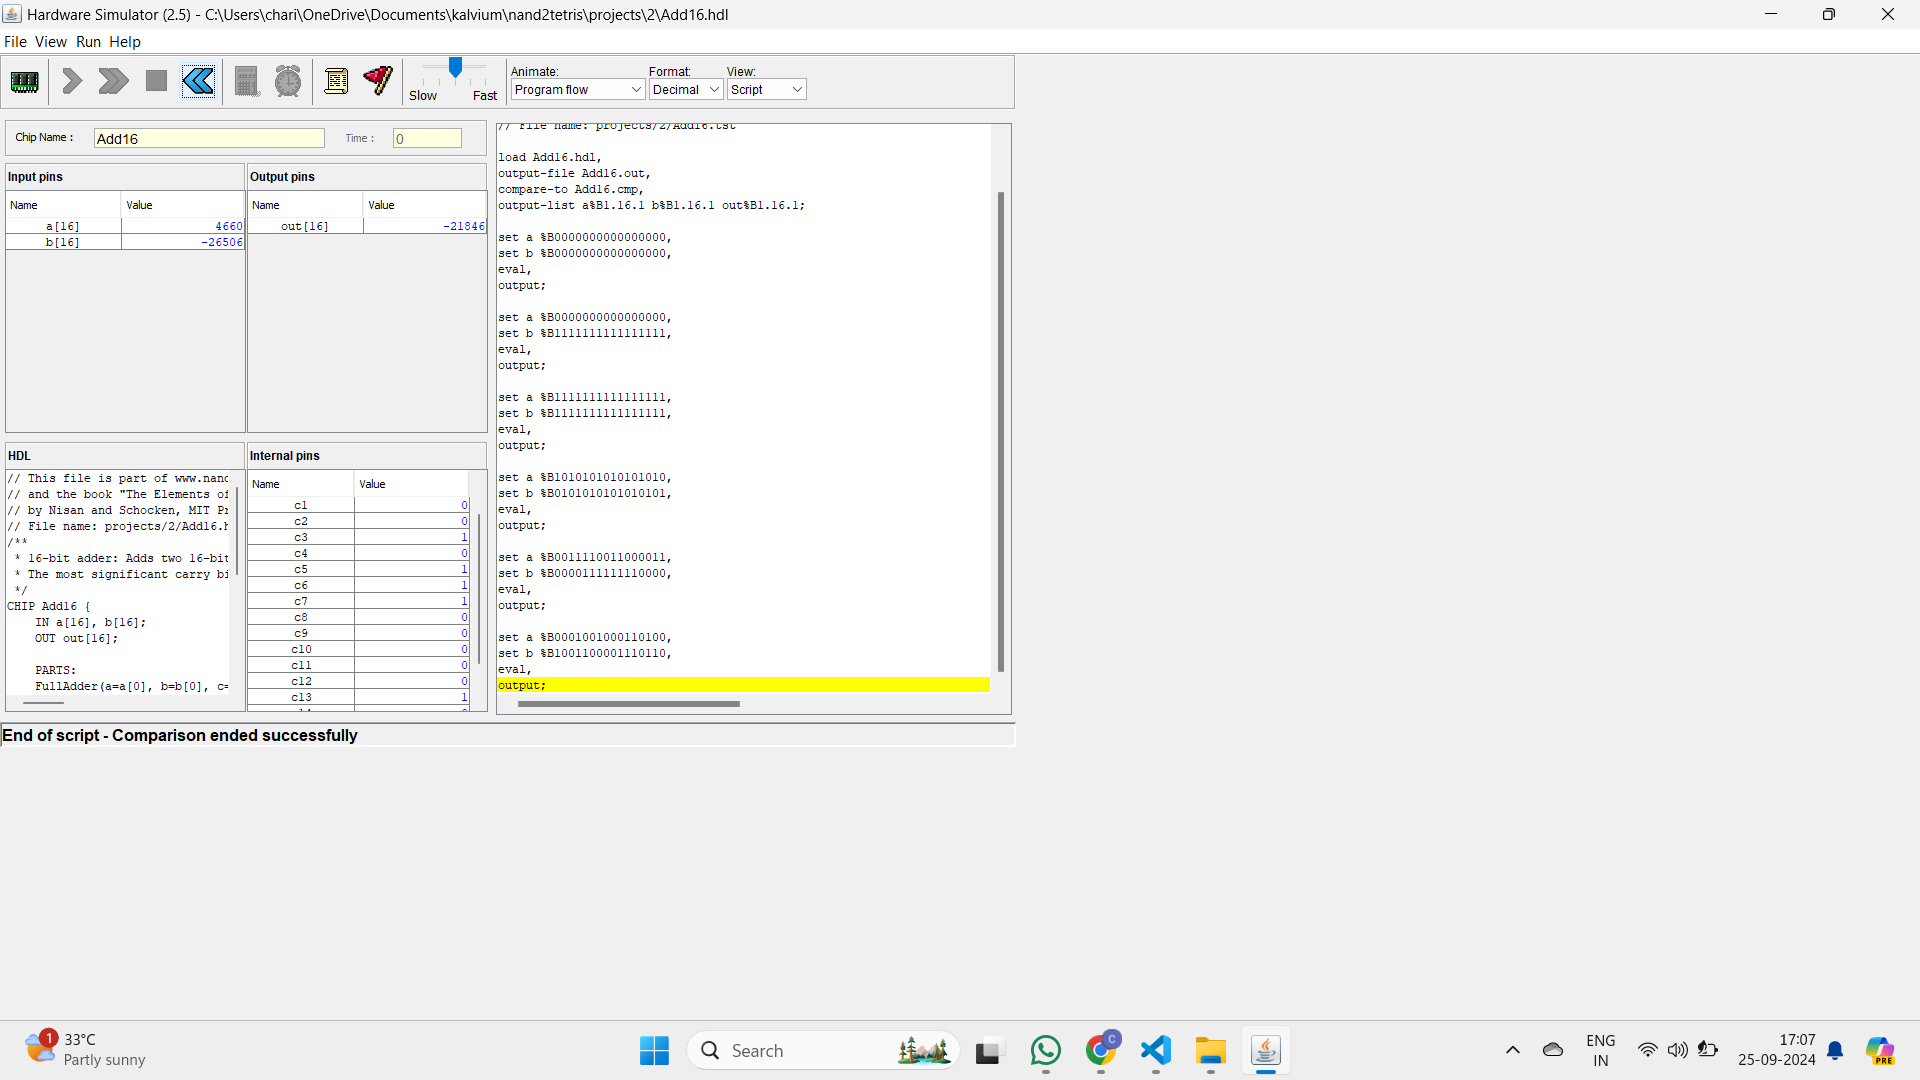 Hardware Simulator (2.5) - C:\Users\chari\OneDrive\Documents\kalvium\nand2tetris\projects\2\Add16.hdl
File View Run Help
Slow Fast
Animate:
Program flow
Format:
Decimal
View:
Script
Chip Name :
Add16
Time :
0
Input pins
Name Value
a[16] 4660
b[16] -26506
Output pins
Name Value
out[16] -21846
HDL
// This file is part of www.nand
// and the book "The Elements of
// by Nisan and Schocken, MIT Pr
// File name: projects/2/Add16.h
/**
* 16-bit adder: Adds two 16-bit
* The most significant carry bi
*/
CHIP Add16 {
IN a[16], b[16];
OUT out[16];
PARTS:
FullAdder(a=a[0], b=b[0], c=
Internal pins
Name Value
c1 0
c2 0
c3 1
c4 0
c5 1
c6 1
c7 1
c8 0
c9 0
c10 0
c11 0
c12 0
c13 1
// File name: projects/2/Add16.tst
load Add16.hdl,
output-file Add16.out,
compare-to Add16.cmp,
output-list a%B1.16.1 b%B1.16.1 out%B1.16.1;
set a %B0000000000000000,
set b %B0000000000000000,
eval,
output;
set a %B0000000000000000,
set b %B1111111111111111,
eval,
output;
set a %B1111111111111111,
set b %B1111111111111111,
eval,
output;
set a %B1010101010101010,
set b %B0101010101010101,
eval,
output;
set a %B0011110011000011,
set b %B0000111111110000,
eval,
output;
set a %B0001001000110100,
set b %B1001100001110110,
eval,
output;
End of script - Comparison ended successfully
1
33°C
Partly sunny
Search
C
ENG
IN
17:07
25-09-2024
PRE